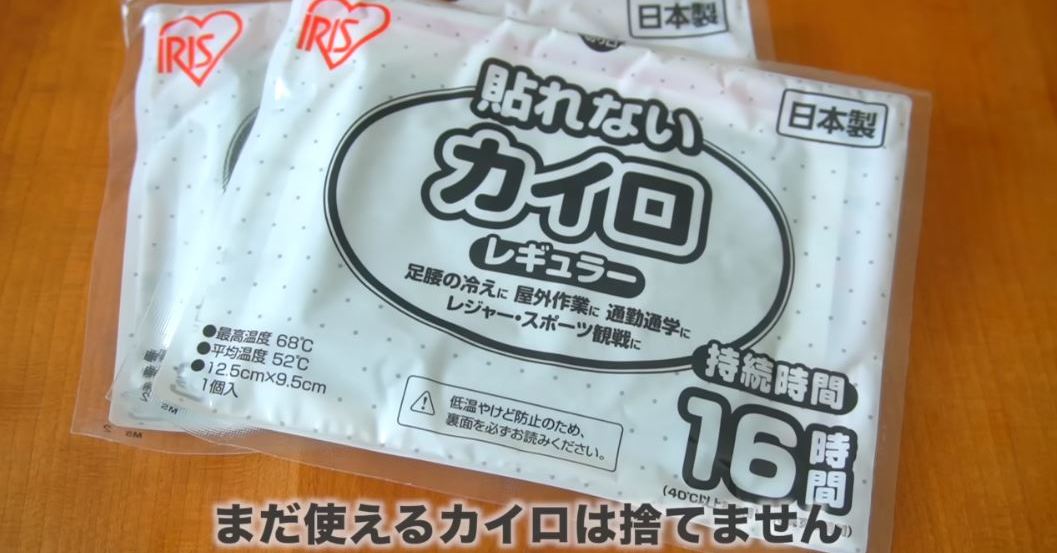 IRIS
IRIS
日本製
日本製
貼れない
カイロ
レギュラー
足腰の冷えに 屋外作業に 通勤通学に
レジャー・スポーツ観戦に
●最高温度 68℃
●平均温度 52℃
●12.5cm×9.5cm
1個入
低温やけど防止のため、
裏面を必ずお読みください。
持続時間
16時間
(40℃以上
まだ使えるカイロは捨てません